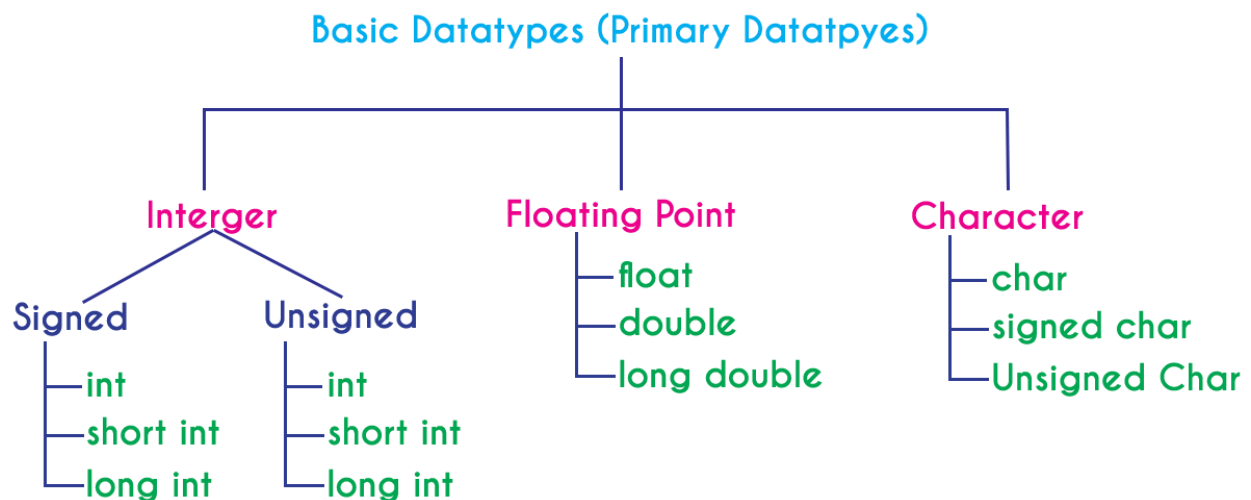 Basic Datatypes (Primary Datatpyes)
Interger
Floating Point
Character
Signed
Unsigned
int
short int
long int
int
short int
long int
float
double
long double
char
signed char
Unsigned Char